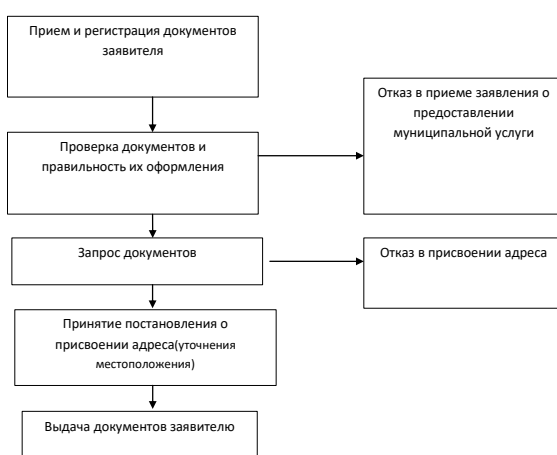 Прием и регистрация документов
заявителя
Отказ в приеме заявления о
предоставлении
муниципальной услуги
Проверка документов и
правильность их оформления
Запрос документов
Отказ в присвоении адреса
Принятие постановления о
присвоении адреса(уточнения
местоположения)
Выдача документов заявителю